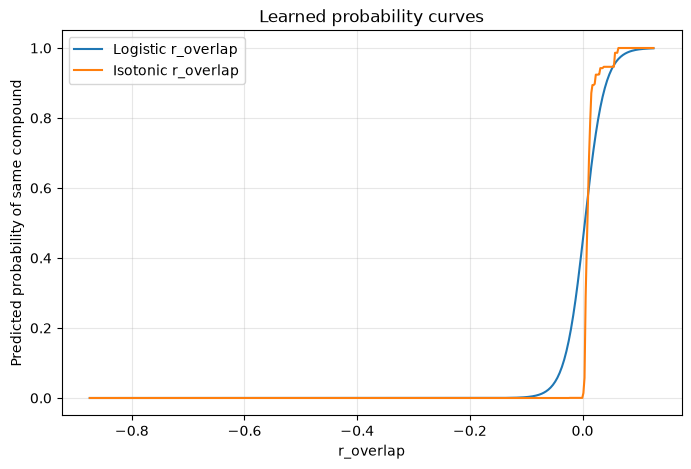 Learned probability curves
Logistic r_overlap
Isotonic r_overlap
Predicted probability of same compound
1.0
0.8
0.6
0.4
0.2
0.0
−0.8
−0.6
−0.4
−0.2
0.0
r_overlap